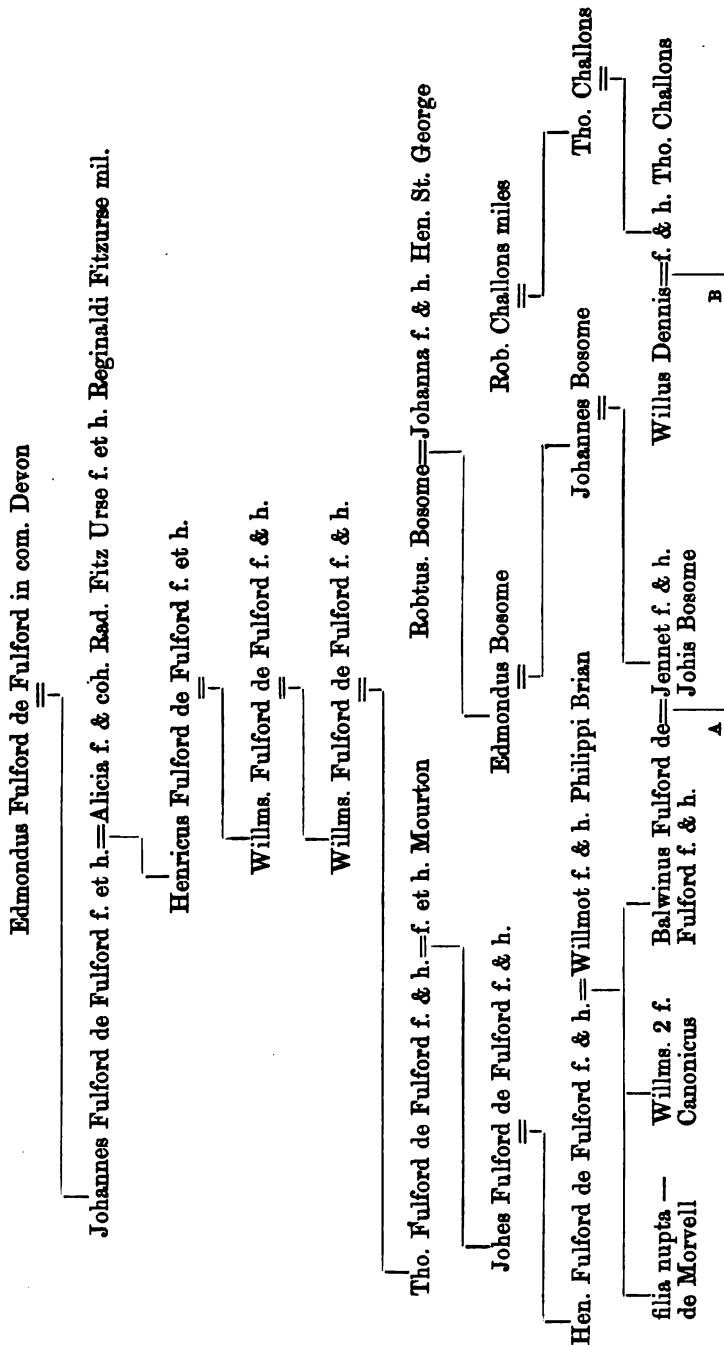 Edmondus Fulford de Fulford in com. Devon
Johannes Fulford de Fulford f. et h.=Alicia f. & coh. Rad. Fitz Urse f. et h. Reginaldi Fitzurse mil.
Henricus Fulford de Fulford f. et h.
Willms. Fulford de Fulford f. & h.
Willms. Fulford de Fulford f. & h.
Tho. Fulford de Fulford f. & h.=f. et h. Mourton
Robtus. Bosome=Johanna f. & h. Hen. St. George
Johes Fulford de Fulford f. & h.
Edmondus Bosome
Rob. Challons miles
Hen. Fulford de Fulford f. & h.=Willmot f. & h. Philippi Brian
Johannes Bosome
Tho. Challons
filia nupta —
de Morvell
Willms. 2 f.
Canonicus
Balwinus Fulford de=Jennet f. & h.
Fulford f. & h.
Johis Bosome
Willus Dennis=f. & h. Tho. Challons
A
B